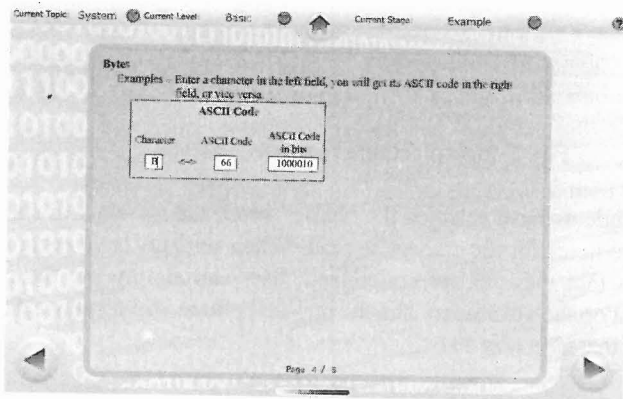 Current Topic: System Current Level: Basic Current Stage: Example
Bytes
Examples – Enter a character in the left field, you will get its ASCII code in the right
field, or vice versa.
ASCII Code
Character ASCII Code ASCII Code
in bits
B <=> 66 1000010
Page 4 / 8